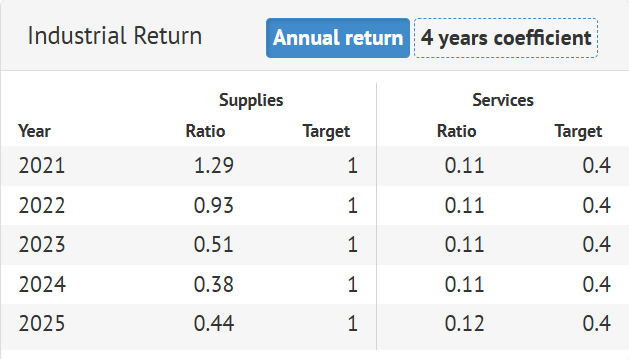 Industrial Return Annual return 4 years coefficient
Supplies Services
Year Ratio Target Ratio Target
2021 1.29 1 0.11 0.4
2022 0.93 1 0.11 0.4
2023 0.51 1 0.11 0.4
2024 0.38 1 0.11 0.4
2025 0.44 1 0.12 0.4